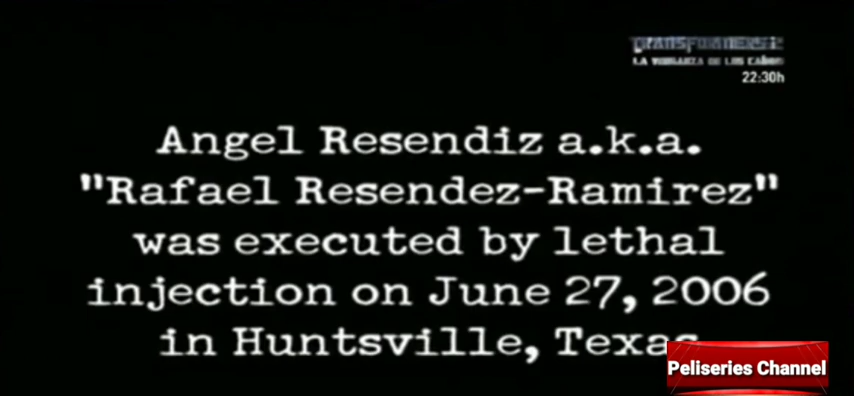 TRANSFORMERS:
LA VENGANZA DE LOS CAÍDOS
22:30h
Angel Resendiz a.k.a.
"Rafael Resendez-Ramirez"
was executed by lethal
injection on June 27, 2006
in Huntsville, Texas
Peliseries Channel